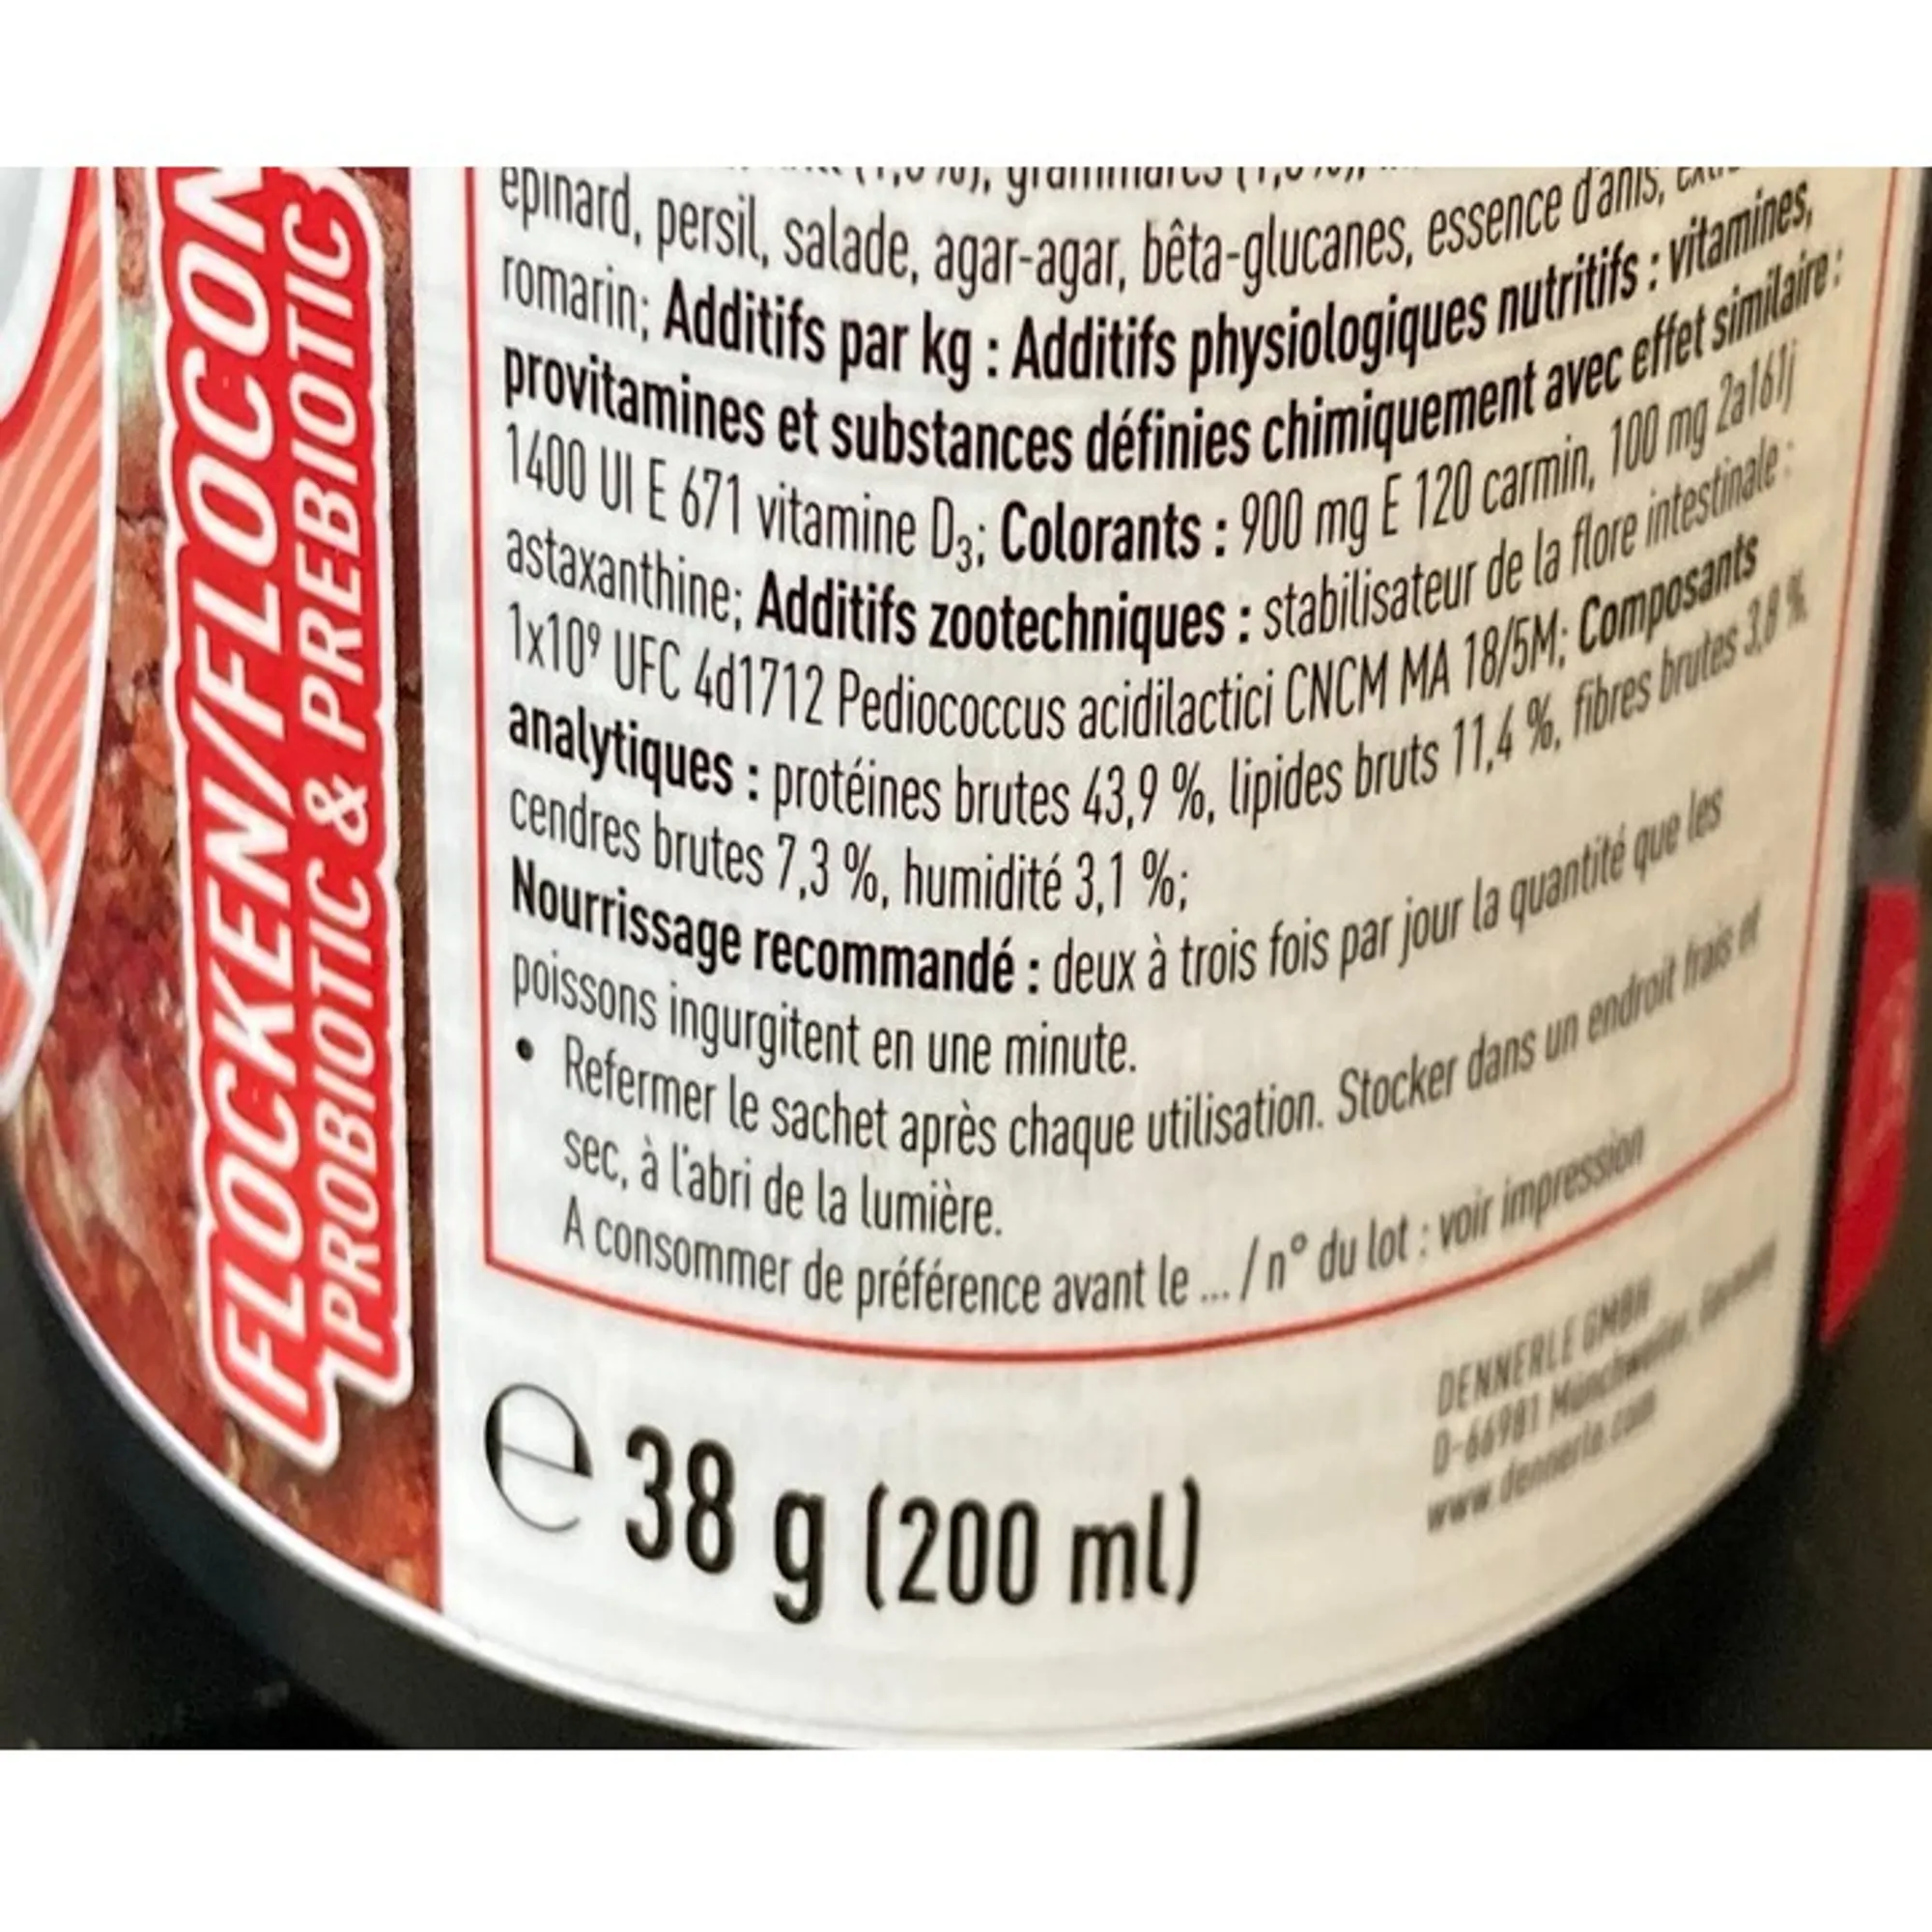 FLOCKEN/FLOCON
PROBIOTIC & PREBIOTIC
épinard, persil, salade, agar-agar, bêta-glucanes, essence d'anis,
romarin; Additifs par kg : Additifs physiologiques nutritifs : vitamines,
provitamines et substances définies chimiquement avec effet similaire :
1400 UI E 671 vitamine D₃; Colorants : 900 mg E 120 carmin, 100 mg 2a161j
astaxanthine; Additifs zootechniques : stabilisateur de la flore intestinale :
1x10⁹ UFC 4d1712 Pediococcus acidilactici CNCM MA 18/5M; Composants
analytiques : protéines brutes 43,9 %, lipides bruts 11,4 %, fibres brutes 3,8 %,
cendres brutes 7,3 %, humidité 3,1 %;
Nourrissage recommandé : deux à trois fois par jour la quantité que les
poissons ingurgitent en une minute.
• Refermer le sachet après chaque utilisation. Stocker dans un endroit frais et
sec, à l'abri de la lumière.
A consommer de préférence avant le ... / n° du lot : voir impression
℮ 38 g (200 ml)
DENNERLE GMBH
D-66981 Münchweiler, Germany
www.dennerle.com